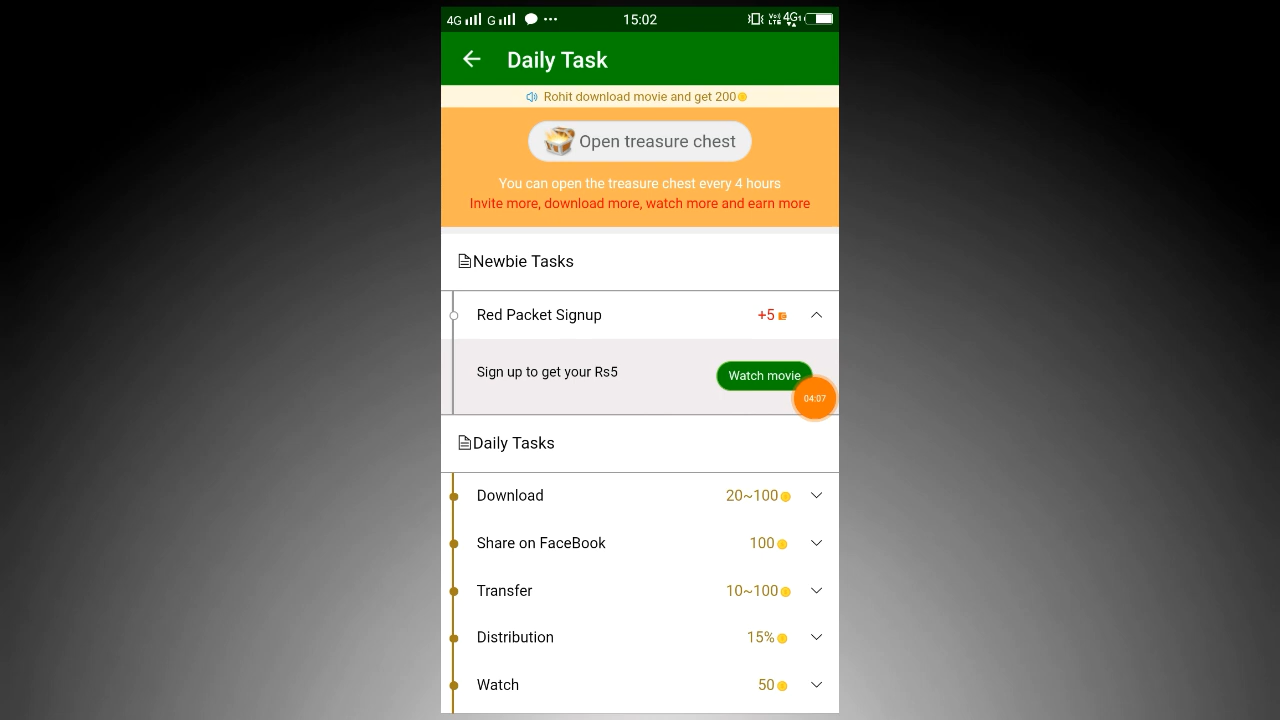 4G G 15:02 VoI LTE 4G
Daily Task
Rohit download movie and get 200
Open treasure chest
You can open the treasure chest every 4 hours
Invite more, download more, watch more and earn more
Newbie Tasks
Red Packet Signup +5
Sign up to get your Rs5 Watch movie
04:07
Daily Tasks
Download 20~100
Share on FaceBook 100
Transfer 10~100
Distribution 15%
Watch 50